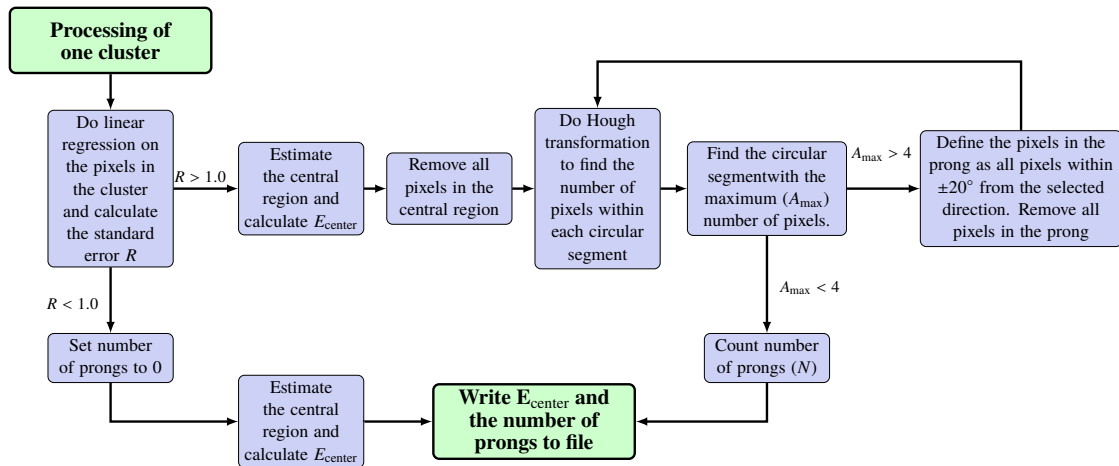 Processing of
one cluster
Do linear
regression on
the pixels in
the cluster
and calculate
the standard
error R
R > 1.0
Estimate
the central
region and
calculate E_center
Remove all
pixels in the
central region
Do Hough
transformation
to find the
number of
pixels within
each circular
segment
Find the circular
segmentwith the
maximum (A_max)
number of pixels.
A_max > 4
Define the pixels in the
prong as all pixels within
±20° from the selected
direction. Remove all
pixels in the prong
R < 1.0
A_max < 4
Set number
of prongs to 0
Count number
of prongs (N)
Estimate
the central
region and
calculate E_center
Write E_center and
the number of
prongs to file